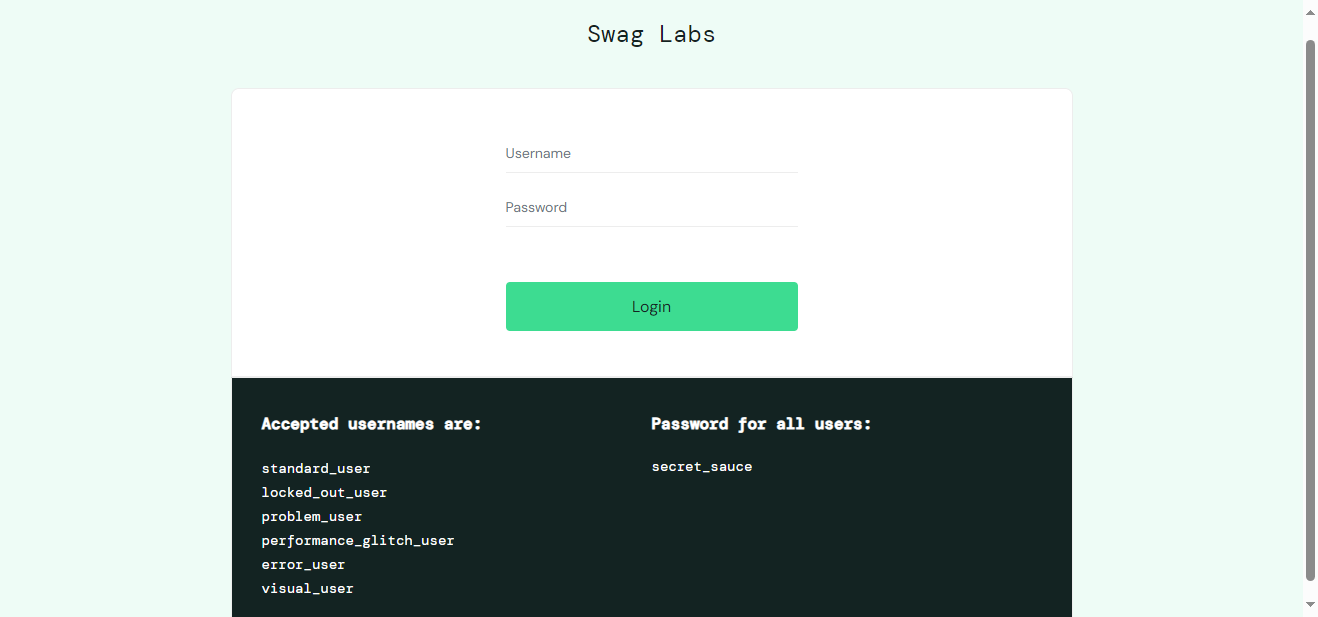 Swag Labs
Username
Password
Login
Accepted usernames are:
standard_user
locked_out_user
problem_user
performance_glitch_user
error_user
visual_user
Password for all users:
secret_sauce